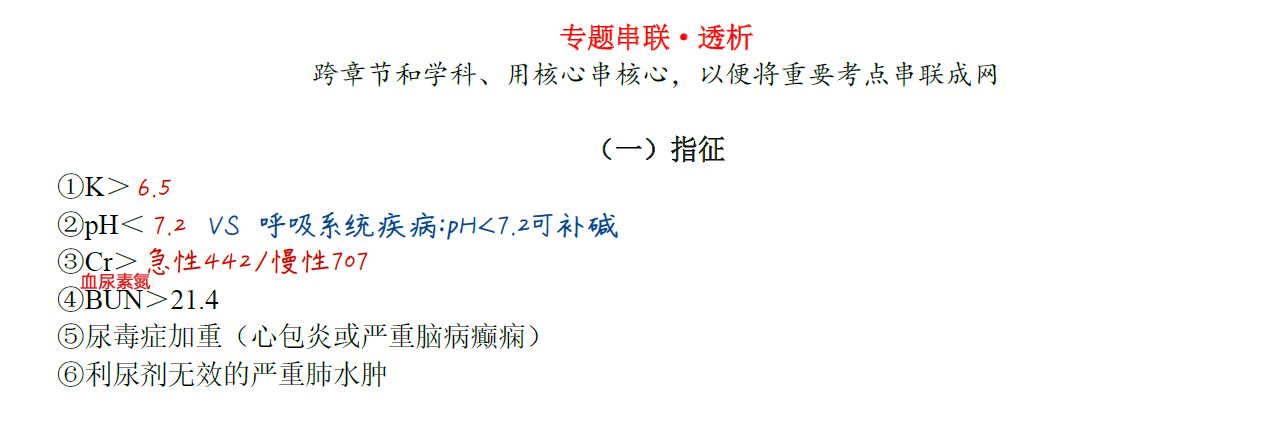 专题串联·透析
跨章节和学科、用核心串核心，以便将重要考点串联成网
（一）指征
①K＞6.5
②pH＜7.2 VS 呼吸系统疾病:pH<7.2可补碱
③Cr＞急性442/慢性707
血尿素氮
④BUN＞21.4
⑤尿毒症加重（心包炎或严重脑病癫痫）
⑥利尿剂无效的严重肺水肿